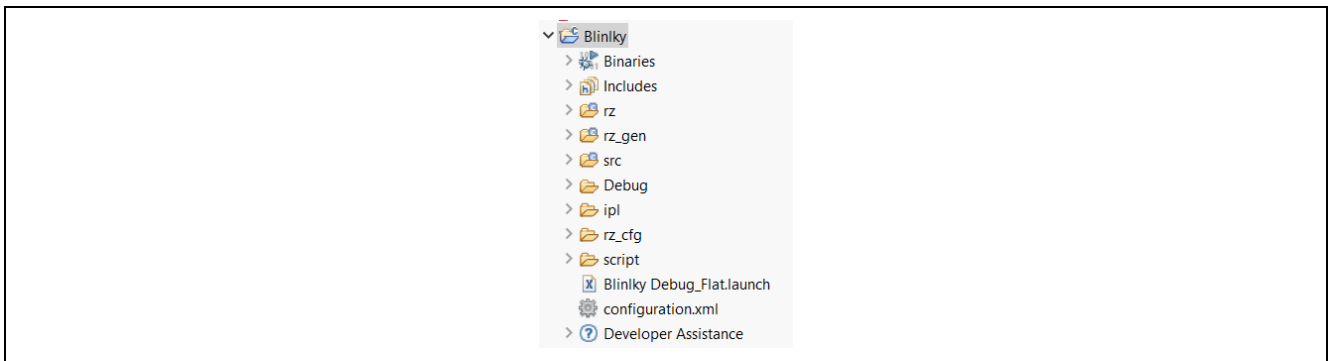 Blinlky
Binaries
Includes
rz
rz_gen
src
Debug
ipl
rz_cfg
script
Blinlky Debug_Flat.launch
configuration.xml
Developer Assistance